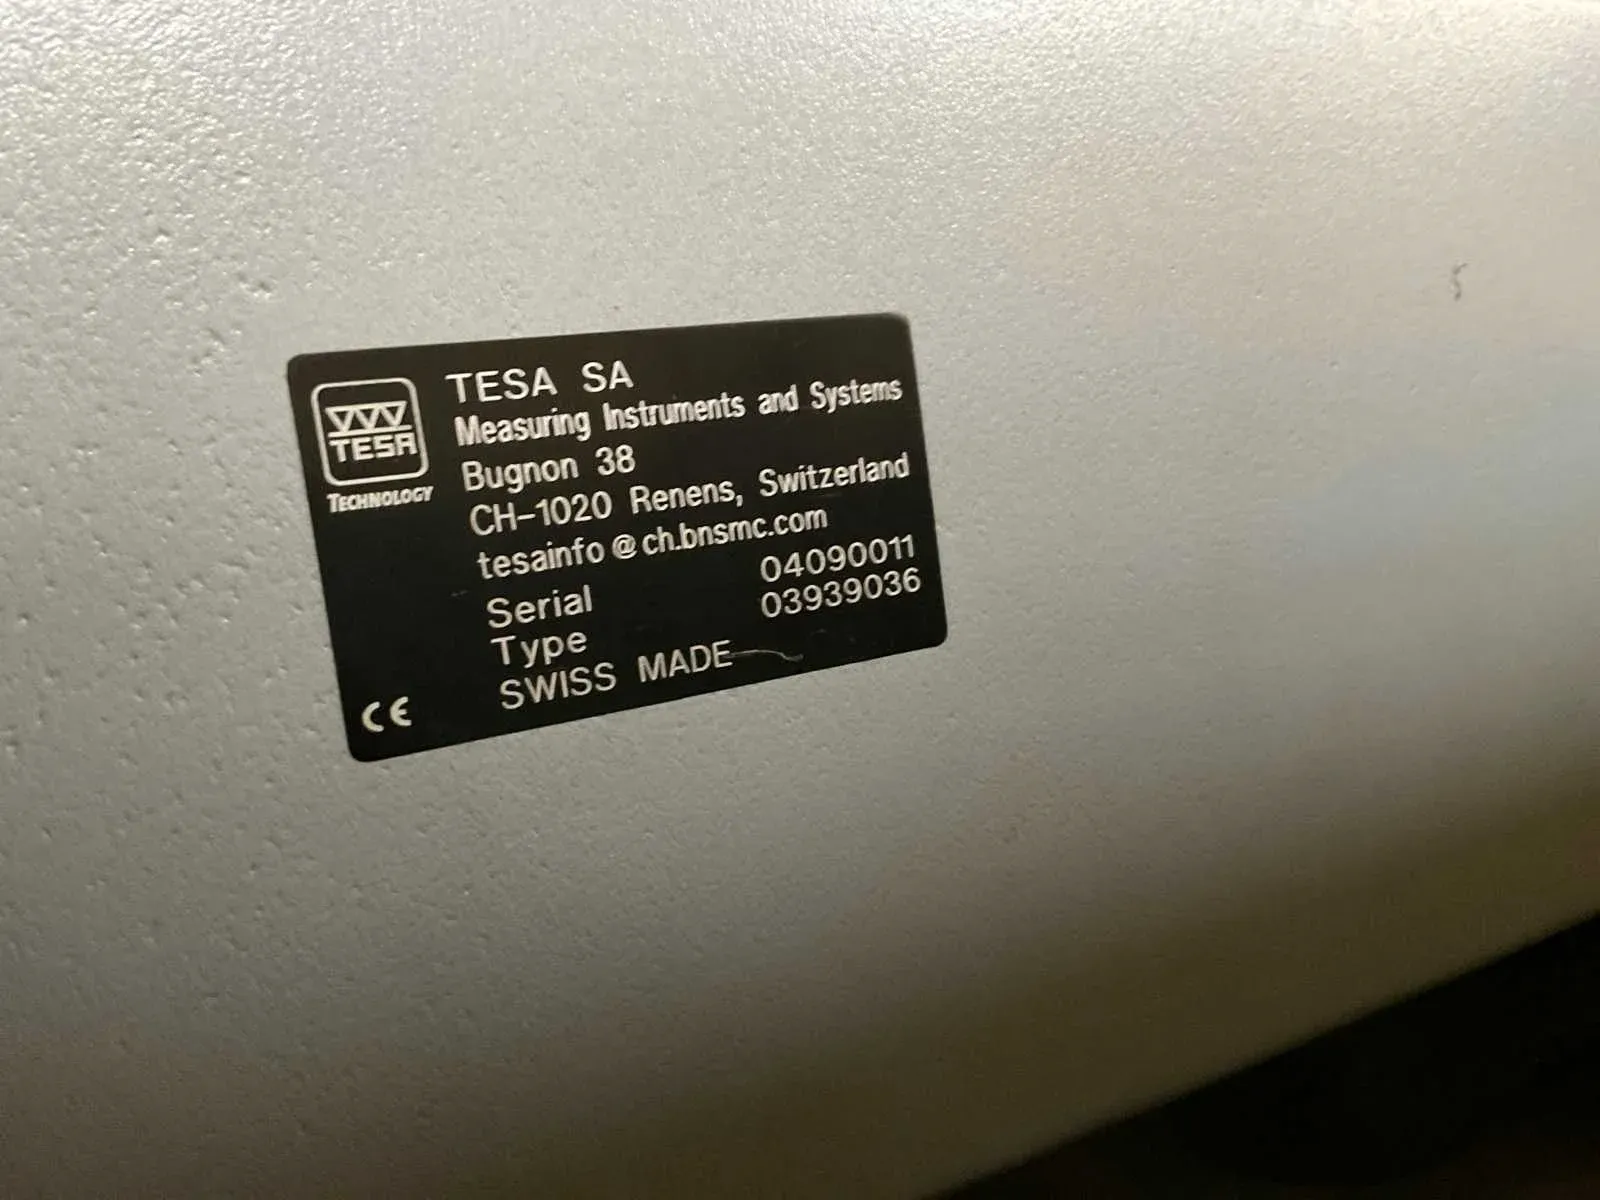 TESA
TECHNOLOGY
TESA SA
Measuring Instruments and Systems
Bugnon 38
CH-1020 Renens, Switzerland
tesainfo@ch.bnsmc.com
Serial 04090011
Type 03939036
SWISS MADE
CE